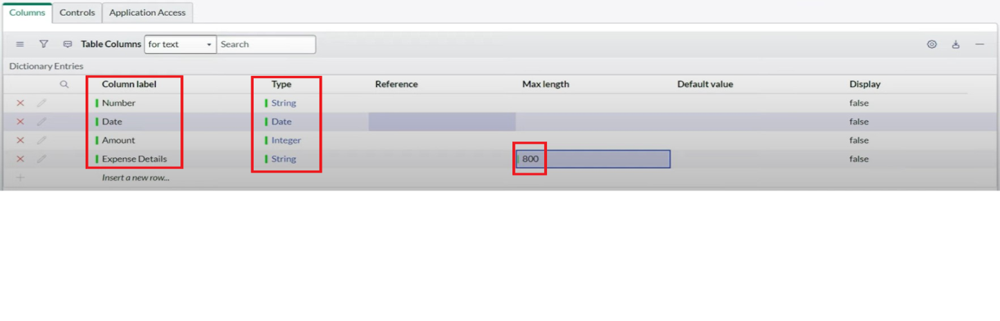 Columns Controls Application Access
Table Columns for text Search
Dictionary Entries
Column label Type Reference Max length Default value Display
Number String false
Date Date false
Amount Integer false
Expense Details String 800 false
Insert a new row...